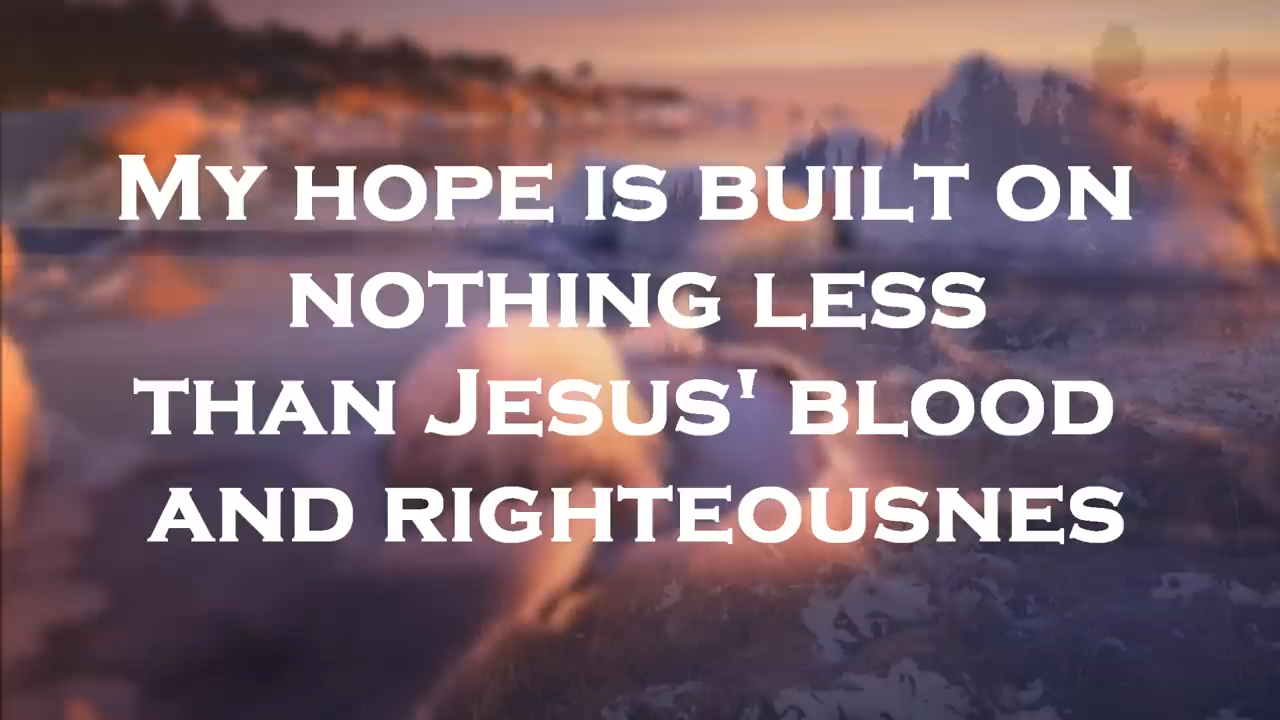 My hope is built on
nothing less
than Jesus' blood
and righteousnes